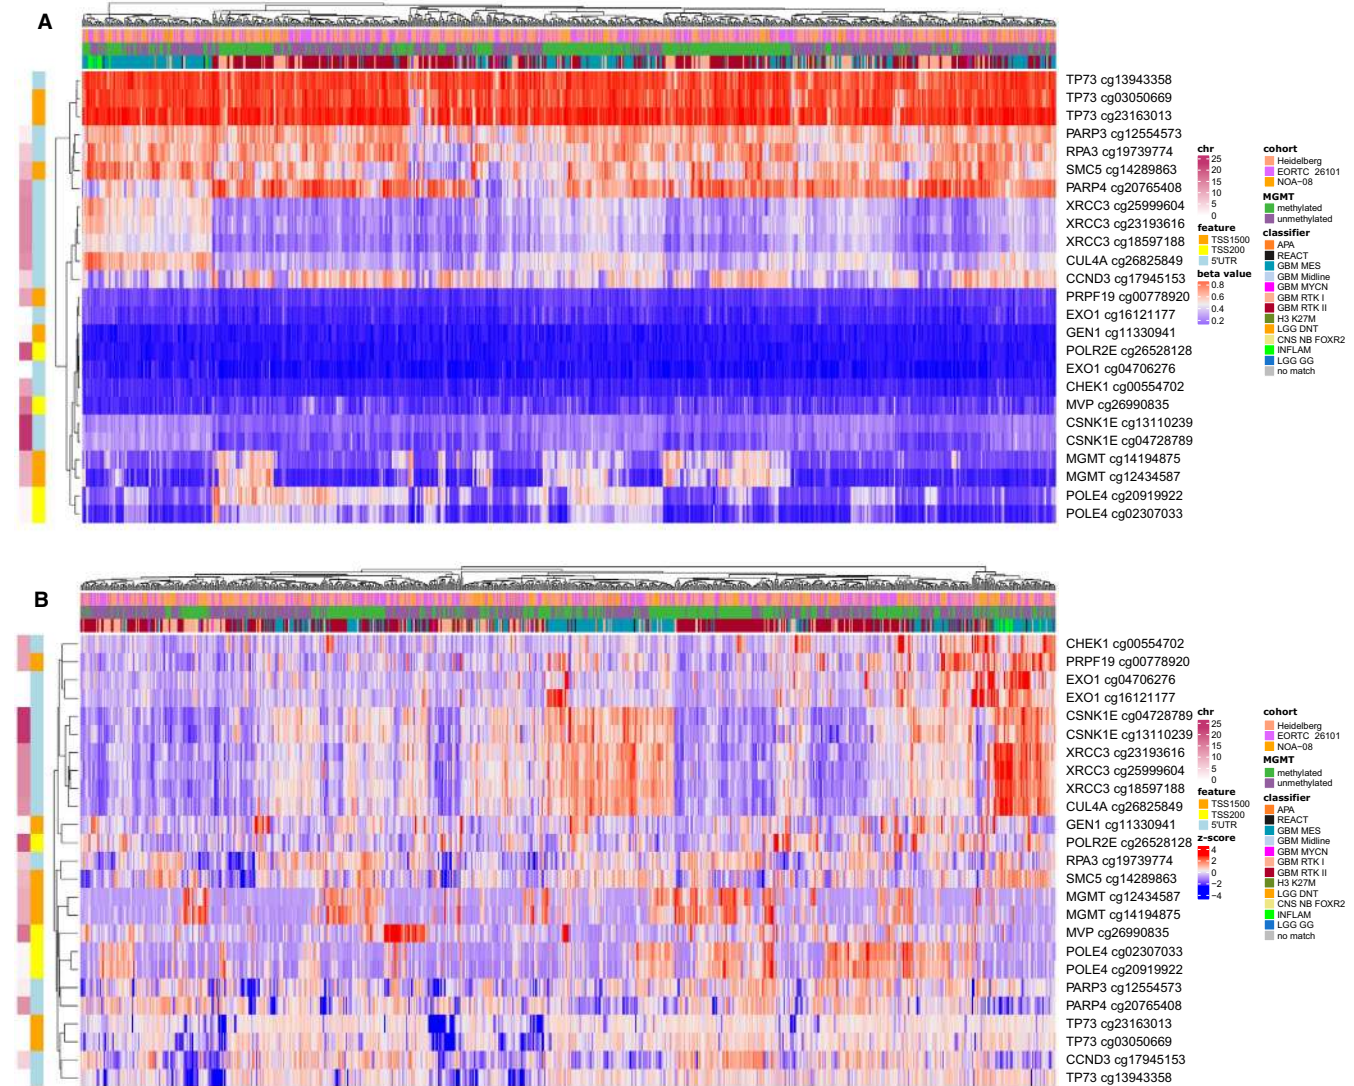 A
TP73 cg13943358
TP73 cg03050669
TP73 cg23163013
PARP3 cg12554573
RPA3 cg19739774
SMC5 cg14289863
PARP4 cg20765408
XRCC3 cg25999604
XRCC3 cg23193616
XRCC3 cg18597188
CUL4A cg26825849
CCND3 cg17945153
PRPF19 cg00778920
EXO1 cg16121177
GEN1 cg11330941
POLR2E cg26528128
EXO1 cg04706276
CHEK1 cg00554702
MVP cg26990835
CSNK1E cg13110239
CSNK1E cg04728789
MGMT cg14194875
MGMT cg12434587
POLE4 cg20919922
POLE4 cg02307033
chr
25
20
15
10
5
0
feature
TSS1500
TSS200
5'UTR
beta value
0.8
0.6
0.4
0.2
cohort
Heidelberg
EORTC 26101
NOA−08
MGMT
methylated
unmethylated
classifier
APA
REACT
GBM MES
GBM Midline
GBM MYCN
GBM RTK I
GBM RTK II
H3 K27M
LGG DNT
CNS NB FOXR2
INFLAM
LGG GG
no match
B
CHEK1 cg00554702
PRPF19 cg00778920
EXO1 cg04706276
EXO1 cg16121177
CSNK1E cg04728789
CSNK1E cg13110239
XRCC3 cg23193616
XRCC3 cg25999604
XRCC3 cg18597188
CUL4A cg26825849
GEN1 cg11330941
POLR2E cg26528128
RPA3 cg19739774
SMC5 cg14289863
MGMT cg12434587
MGMT cg14194875
MVP cg26990835
POLE4 cg02307033
POLE4 cg20919922
PARP3 cg12554573
PARP4 cg20765408
TP73 cg23163013
TP73 cg03050669
CCND3 cg17945153
TP73 cg13943358
chr
25
20
15
10
5
0
feature
TSS1500
TSS200
5'UTR
z−score
4
2
0
−2
−4
cohort
Heidelberg
EORTC 26101
NOA−08
MGMT
methylated
unmethylated
classifier
APA
REACT
GBM MES
GBM Midline
GBM MYCN
GBM RTK I
GBM RTK II
H3 K27M
LGG DNT
CNS NB FOXR2
INFLAM
LGG GG
no match